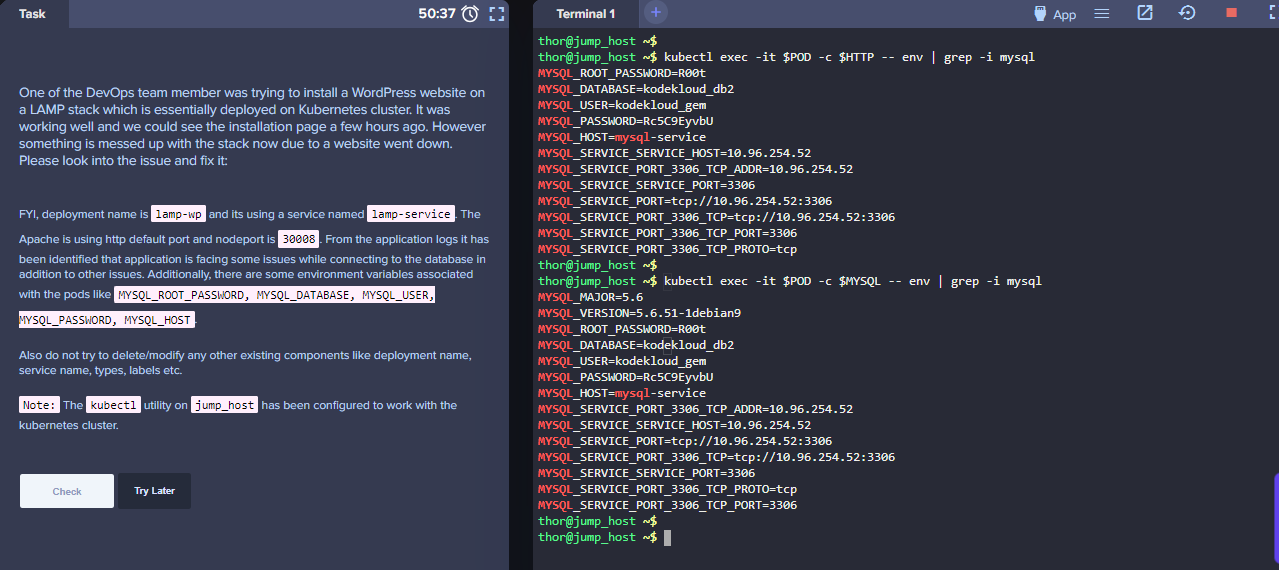 Task
50:37
One of the DevOps team member was trying to install a WordPress website on
a LAMP stack which is essentially deployed on Kubernetes cluster. It was
working well and we could see the installation page a few hours ago. However
something is messed up with the stack now due to a website went down.
Please look into the issue and fix it:
FYI, deployment name is lamp-wp and its using a service named lamp-service. The
Apache is using http default port and nodeport is 30008. From the application logs it has
been identified that application is facing some issues while connecting to the database in
addition to other issues. Additionally, there are some environment variables associated
with the pods like MYSQL_ROOT_PASSWORD, MYSQL_DATABASE, MYSQL_USER,
MYSQL_PASSWORD, MYSQL_HOST.
Also do not try to delete/modify any other existing components like deployment name,
service name, types, labels etc.
Note: The kubectl utility on jump_host has been configured to work with the
kubernetes cluster.
Check
Try Later
Terminal 1
+
App
thor@jump_host ~$
thor@jump_host ~$ kubectl exec -it $POD -c $HTTP -- env | grep -i mysql
MYSQL_ROOT_PASSWORD=R00t
MYSQL_DATABASE=kodekloud_db2
MYSQL_USER=kodekloud_gem
MYSQL_PASSWORD=Rc5C9EyvbU
MYSQL_HOST=mysql-service
MYSQL_SERVICE_SERVICE_HOST=10.96.254.52
MYSQL_SERVICE_PORT_3306_TCP_ADDR=10.96.254.52
MYSQL_SERVICE_SERVICE_PORT=3306
MYSQL_SERVICE_PORT=tcp://10.96.254.52:3306
MYSQL_SERVICE_PORT_3306_TCP=tcp://10.96.254.52:3306
MYSQL_SERVICE_PORT_3306_TCP_PORT=3306
MYSQL_SERVICE_PORT_3306_TCP_PROTO=tcp
thor@jump_host ~$
thor@jump_host ~$ kubectl exec -it $POD -c $MYSQL -- env | grep -i mysql
MYSQL_MAJOR=5.6
MYSQL_VERSION=5.6.51-1debian9
MYSQL_ROOT_PASSWORD=R00t
MYSQL_DATABASE=kodekloud_db2
MYSQL_USER=kodekloud_gem
MYSQL_PASSWORD=Rc5C9EyvbU
MYSQL_HOST=mysql-service
MYSQL_SERVICE_PORT_3306_TCP_ADDR=10.96.254.52
MYSQL_SERVICE_SERVICE_HOST=10.96.254.52
MYSQL_SERVICE_PORT=tcp://10.96.254.52:3306
MYSQL_SERVICE_PORT_3306_TCP=tcp://10.96.254.52:3306
MYSQL_SERVICE_SERVICE_PORT=3306
MYSQL_SERVICE_PORT_3306_TCP_PROTO=tcp
MYSQL_SERVICE_PORT_3306_TCP_PORT=3306
thor@jump_host ~$
thor@jump_host ~$